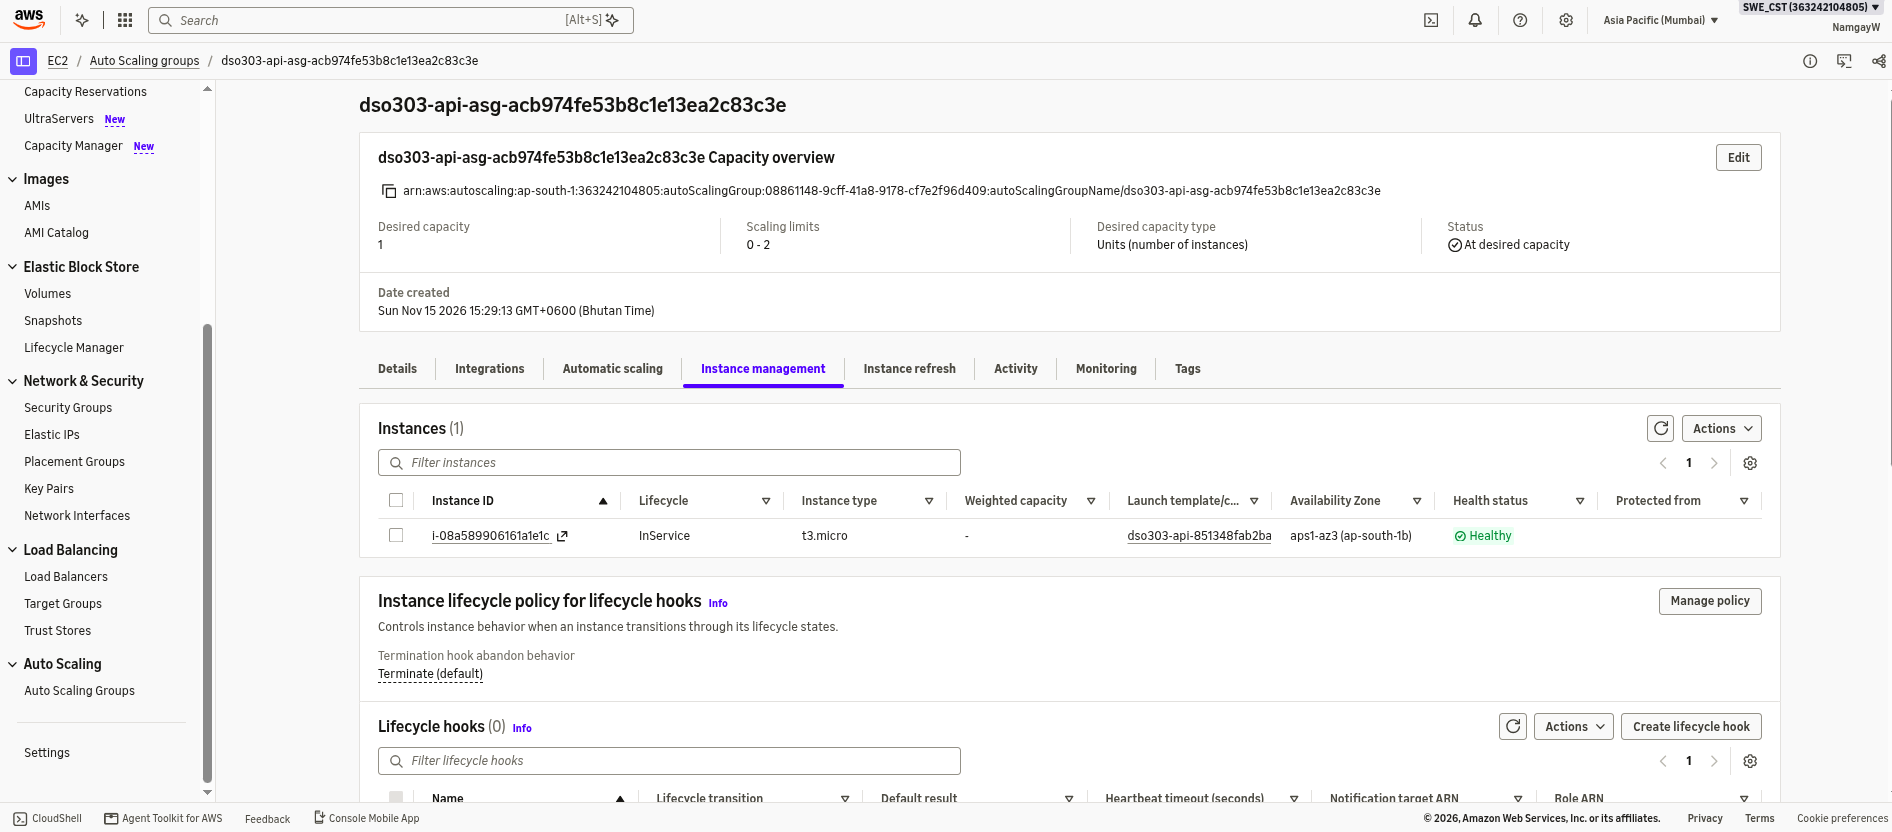 aws
Search
[Alt+S]
Asia Pacific (Mumbai)
SWE_CST (363242104805)
NamgayW
EC2 / Auto Scaling groups / dso303-api-asg-acb974fe53b8c1e13ea2c83c3e
Capacity Reservations
UltraServers New
Capacity Manager New
Images
AMIs
AMI Catalog
Elastic Block Store
Volumes
Snapshots
Lifecycle Manager
Network & Security
Security Groups
Elastic IPs
Placement Groups
Key Pairs
Network Interfaces
Load Balancing
Load Balancers
Target Groups
Trust Stores
Auto Scaling
Auto Scaling Groups
Settings
dso303-api-asg-acb974fe53b8c1e13ea2c83c3e
dso303-api-asg-acb974fe53b8c1e13ea2c83c3e Capacity overview
Edit
arn:aws:autoscaling:ap-south-1:363242104805:autoScalingGroup:08861148-9cff-41a8-9178-cf7e2f96d409:autoScalingGroupName/dso303-api-asg-acb974fe53b8c1e13ea2c83c3e
Desired capacity Scaling limits Desired capacity type Status
1 0 - 2 Units (number of instances) At desired capacity
Date created
Sun Nov 15 2026 15:29:13 GMT+0600 (Bhutan Time)
Details Integrations Automatic scaling Instance management Instance refresh Activity Monitoring Tags
Instances (1)
Actions
Filter instances
1
Instance ID Lifecycle Instance type Weighted capacity Launch template/c... Availability Zone Health status Protected from
i-08a589906161a1e1c InService t3.micro - dso303-api-851348fab2ba aps1-az3 (ap-south-1b) Healthy
Instance lifecycle policy for lifecycle hooks Info
Manage policy
Controls instance behavior when an instance transitions through its lifecycle states.
Termination hook abandon behavior
Terminate (default)
Lifecycle hooks (0) Info
Actions
Create lifecycle hook
Filter lifecycle hooks
1
Name Lifecycle transition Default result Heartbeat timeout (seconds) Notification target ARN Role ARN
CloudShell Agent Toolkit for AWS Feedback Console Mobile App
© 2026, Amazon Web Services, Inc. or its affiliates. Privacy Terms Cookie preferences